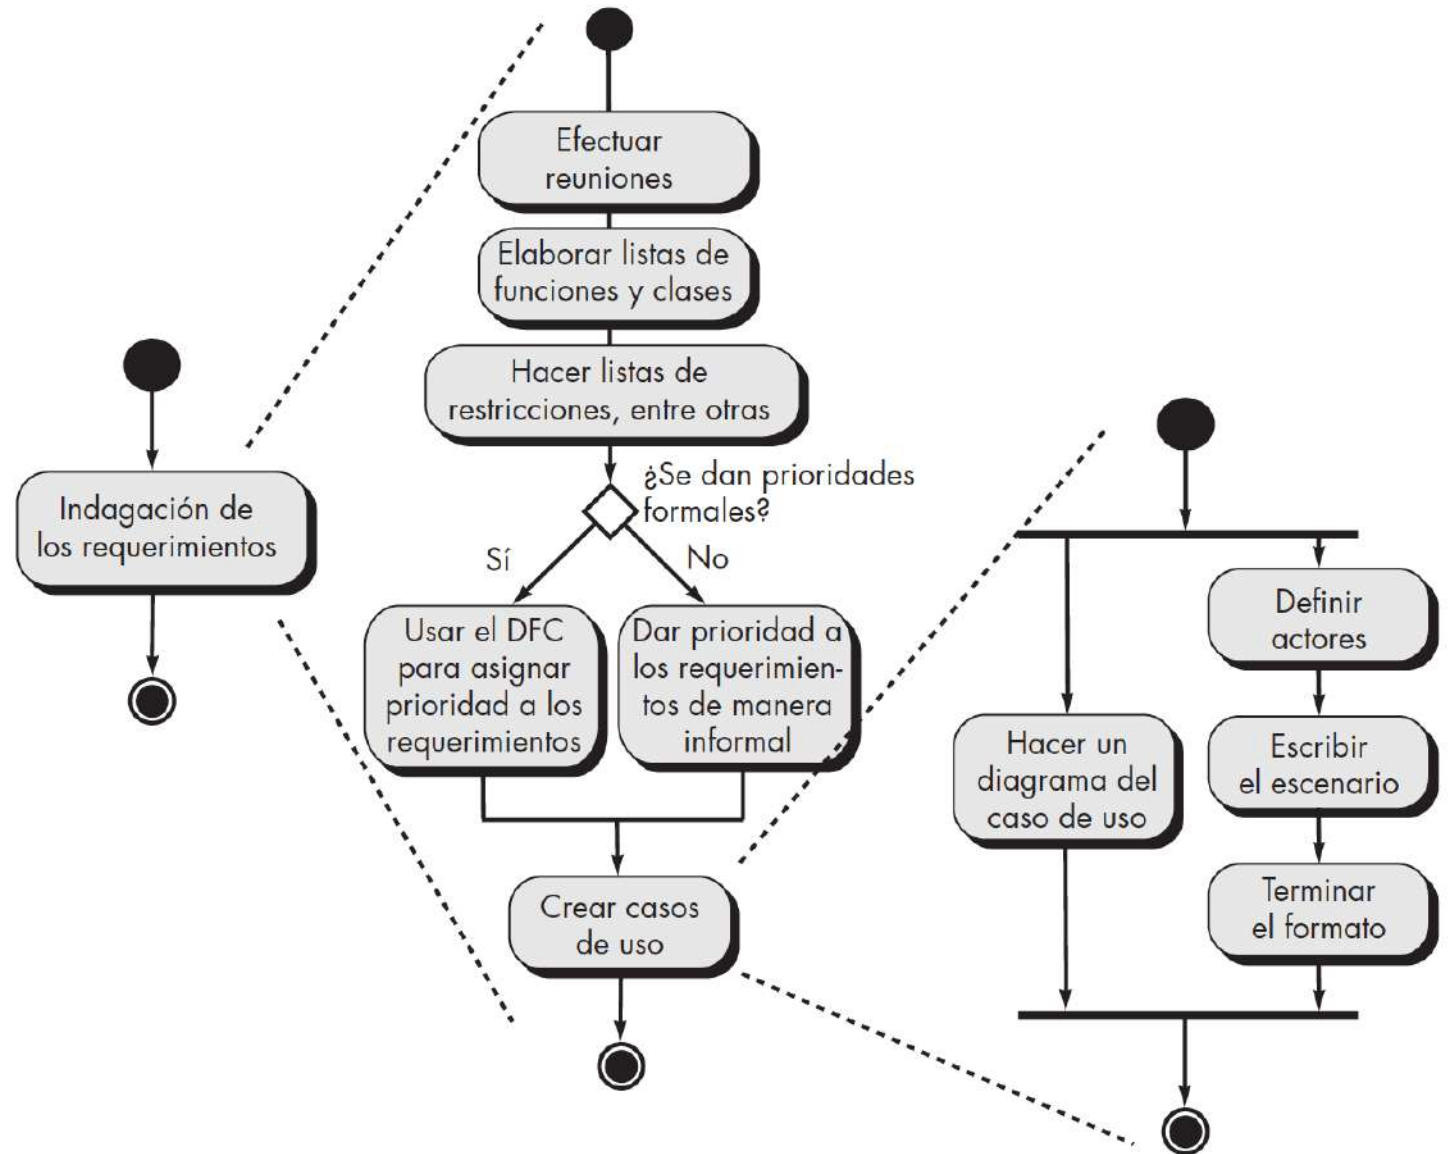 Efectuar
reuniones
Elaborar listas de
funciones y clases
Hacer listas de
restricciones, entre otras
¿Se dan prioridades
formales?
Sí
No
Indagación de
los requerimientos
Usar el DFC
para asignar
prioridad a los
requerimientos
Dar prioridad a
los requerimien-
tos de manera
informal
Crear casos
de uso
Definir
actores
Hacer un
diagrama del
caso de uso
Escribir
el escenario
Terminar
el formato